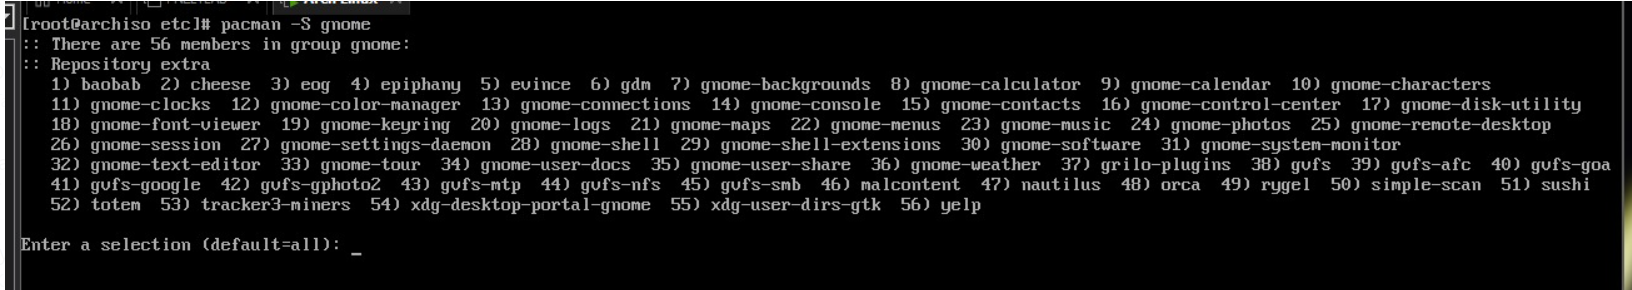 [root@archiso etc]# pacman -S gnome
:: There are 56 members in group gnome:
:: Repository extra
1) baobab 2) cheese 3) eog 4) epiphany 5) evince 6) gdm 7) gnome-backgrounds 8) gnome-calculator 9) gnome-calendar 10) gnome-characters
11) gnome-clocks 12) gnome-color-manager 13) gnome-connections 14) gnome-console 15) gnome-contacts 16) gnome-control-center 17) gnome-disk-utility
18) gnome-font-viewer 19) gnome-keyring 20) gnome-logs 21) gnome-maps 22) gnome-menus 23) gnome-music 24) gnome-photos 25) gnome-remote-desktop
26) gnome-session 27) gnome-settings-daemon 28) gnome-shell 29) gnome-shell-extensions 30) gnome-software 31) gnome-system-monitor
32) gnome-text-editor 33) gnome-tour 34) gnome-user-docs 35) gnome-user-share 36) gnome-weather 37) grilo-plugins 38) gvfs 39) gvfs-afc 40) gvfs-goa
41) gvfs-google 42) gvfs-gphoto2 43) gvfs-mtp 44) gvfs-nfs 45) gvfs-smb 46) malcontent 47) nautilus 48) orca 49) rygel 50) simple-scan 51) sushi
52) totem 53) tracker3-miners 54) xdg-desktop-portal-gnome 55) xdg-user-dirs-gtk 56) yelp
Enter a selection (default=all): _